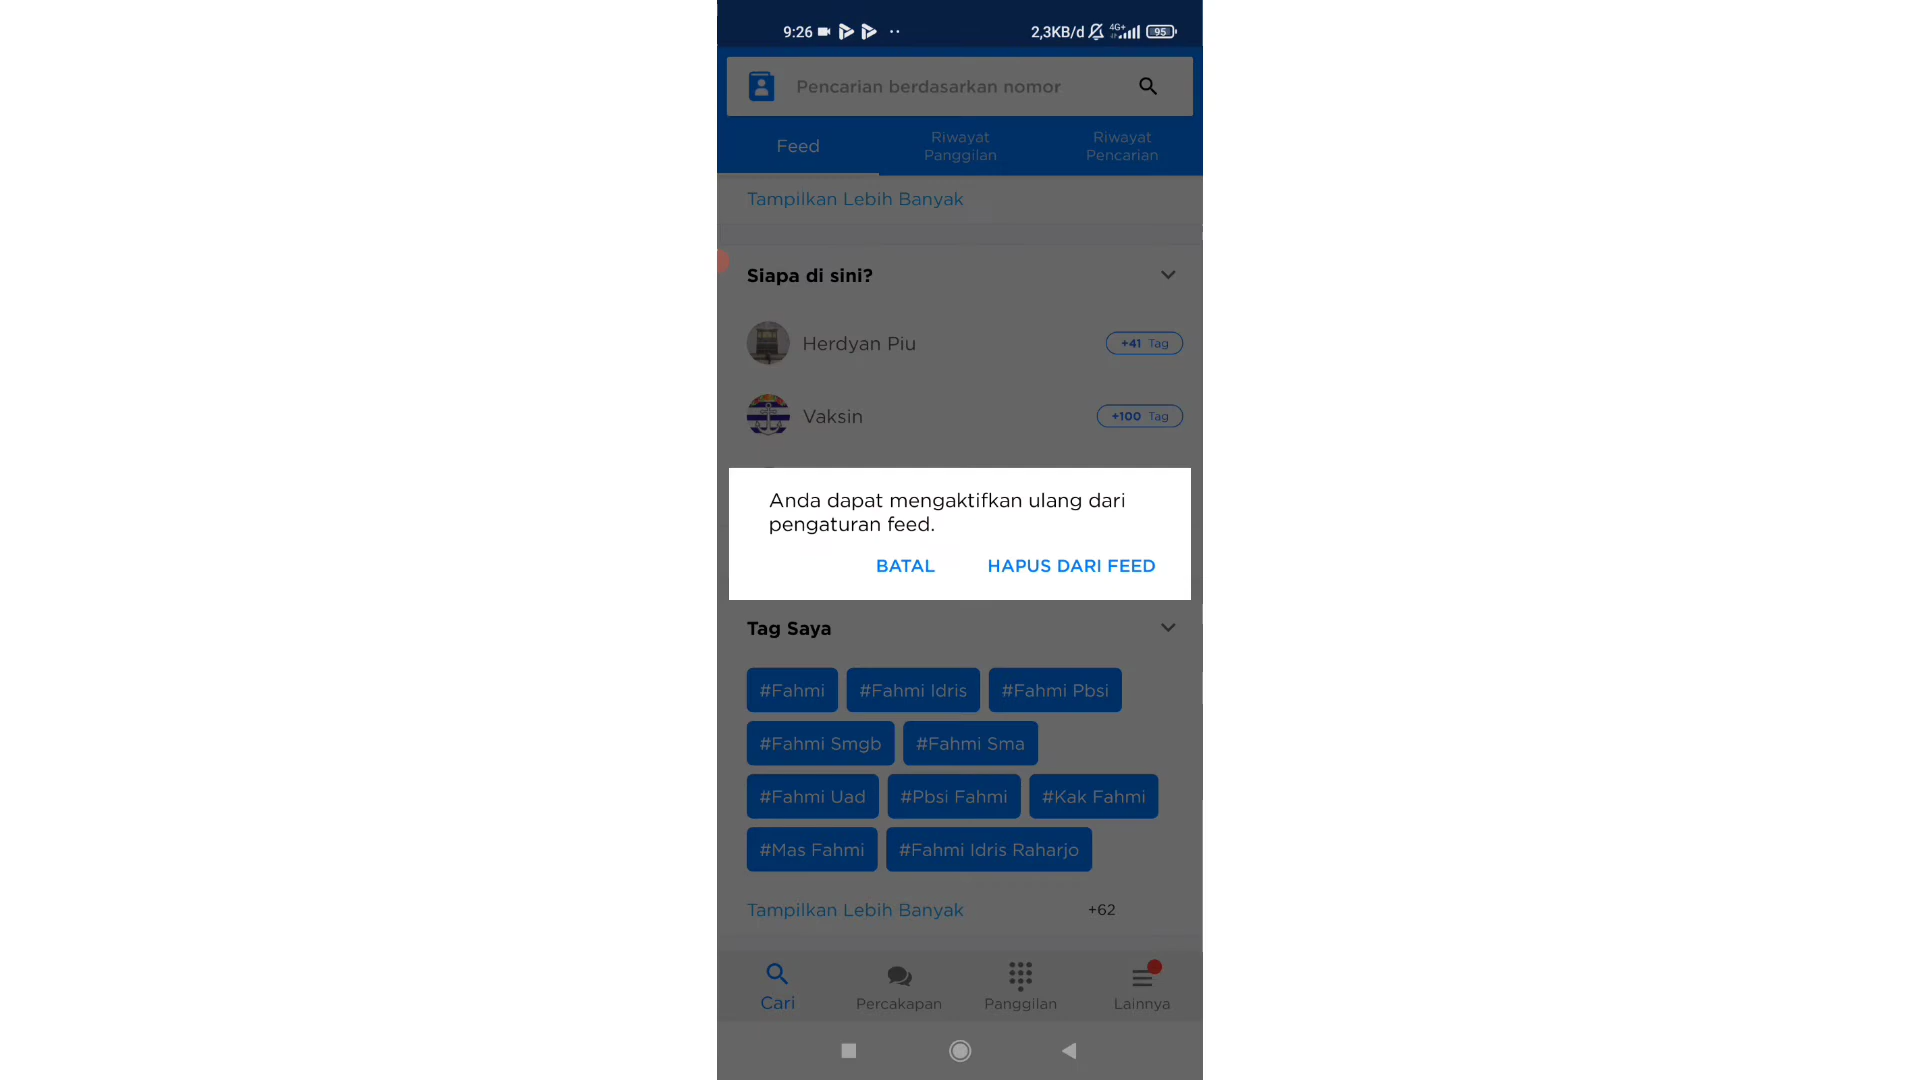 9:26
2,3KB/d 4G+ 95
Pencarian berdasarkan nomor
Feed
Riwayat
Panggilan
Riwayat
Pencarian
Tampilkan Lebih Banyak
Siapa di sini?
Herdyan Piu
+41 Tag
Vaksin
+100 Tag
Anda dapat mengaktifkan ulang dari
pengaturan feed.
BATAL HAPUS DARI FEED
Tag Saya
#Fahmi #Fahmi Idris #Fahmi Pbsi
#Fahmi Smgb #Fahmi Sma
#Fahmi Uad #Pbsi Fahmi #Kak Fahmi
#Mas Fahmi #Fahmi Idris Raharjo
Tampilkan Lebih Banyak +62
Cari Percakapan Panggilan Lainnya